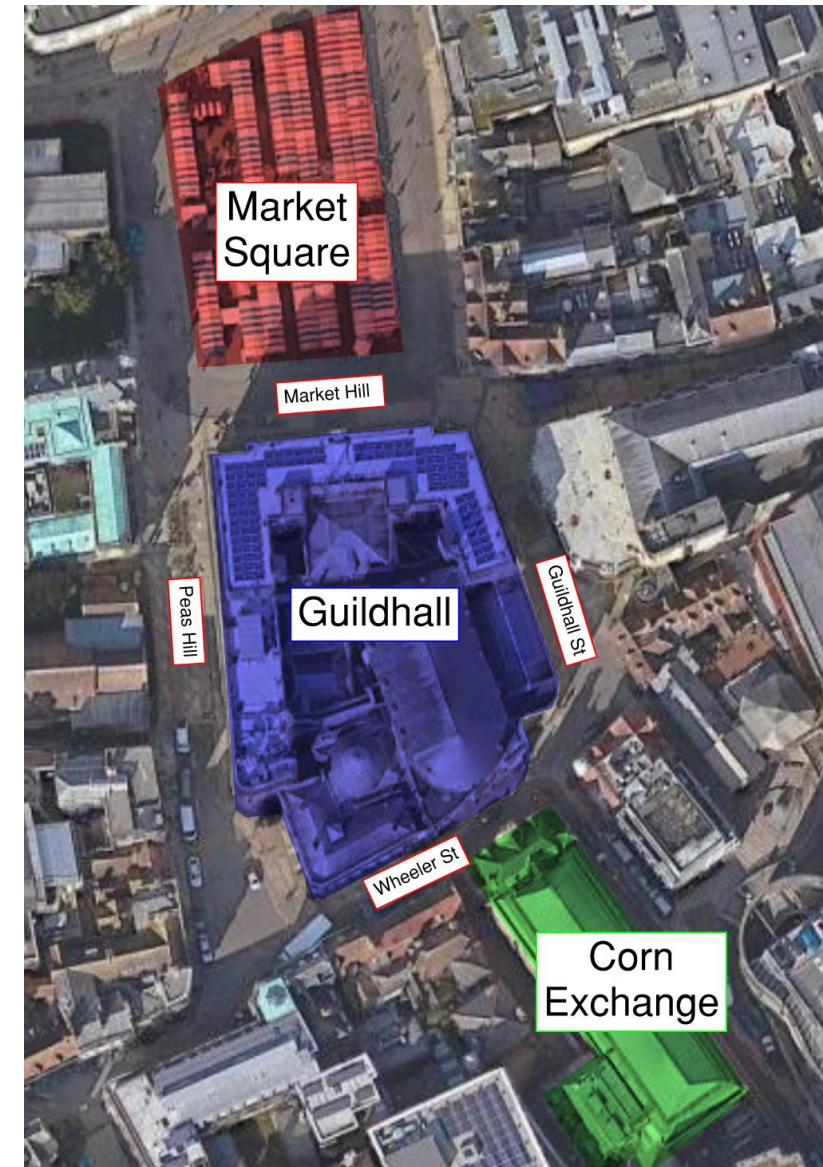 Market
Square
Market Hill
Peas Hill
Guildhall
Guildhall St
Wheeler St
Corn
Exchange